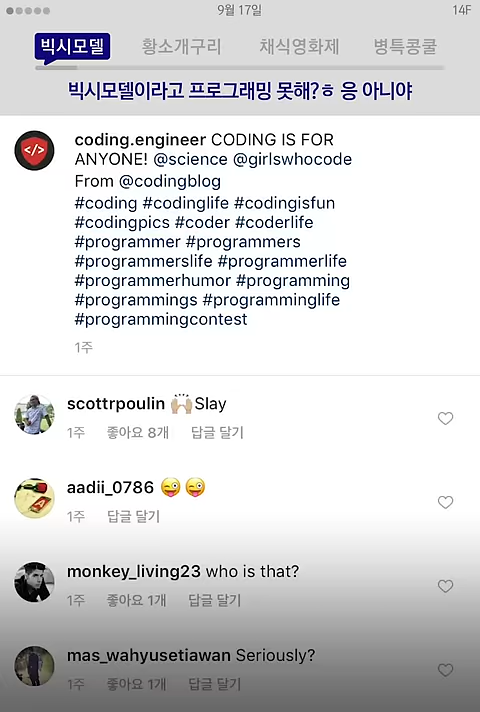 9월 17일
14F
빅시모델 황소개구리 채식영화제 병특콩쿨
빅시모델이라고 프로그래밍 못해?ㅎ 응 아니야
coding.engineer CODING IS FOR
ANYONE! @science @girlswhocode
From @codingblog
#coding #codinglife #codingisfun
#codingpics #coder #coderlife
#programmer #programmers
#programmerslife #programmerlife
#programmerhumor #programming
#programmings #programminglife
#programmingcontest
1주
scottrpoulin 🙌🏼Slay
1주 좋아요 8개 답글 달기
aadii_0786 😜😜
1주 답글 달기
monkey_living23 who is that?
1주 좋아요 1개 답글 달기
mas_wahyusetiawan Seriously?
1주 좋아요 1개 답글 달기